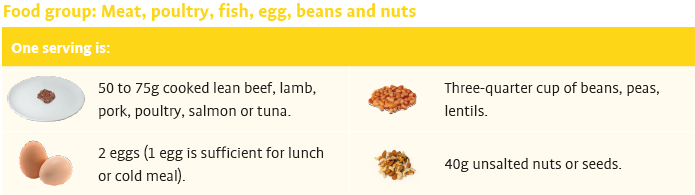 Food group: Meat, poultry, fish, egg, beans and nuts
One serving is:
50 to 75g cooked lean beef, lamb,
pork, poultry, salmon or tuna.
Three-quarter cup of beans, peas,
lentils.
2 eggs (1 egg is sufficient for lunch
or cold meal).
40g unsalted nuts or seeds.